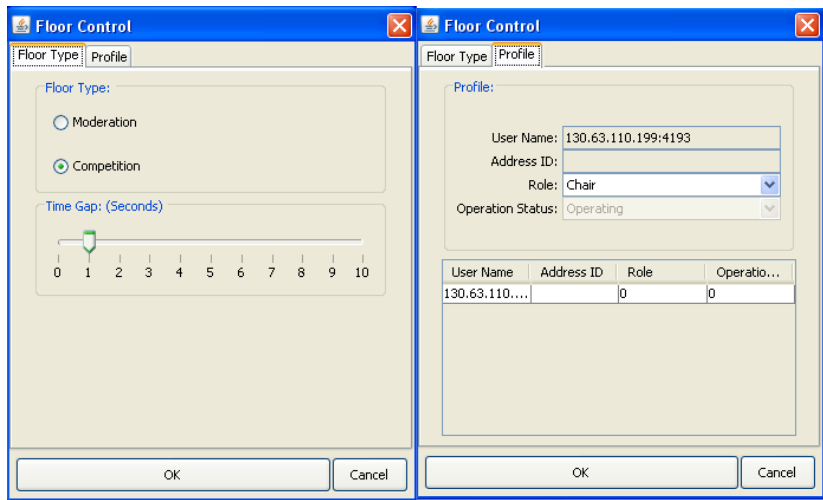 Floor Control
Floor Type Profile
Floor Type:
Moderation
Competition
Time Gap: (Seconds)
0 1 2 3 4 5 6 7 8 9 10
OK Cancel
Floor Control
Floor Type Profile
Profile:
User Name: 130.63.110.199:4193
Address ID:
Role: Chair
Operation Status: Operating
User Name Address ID Role Operatio...
130.63.110.... 0 0
OK Cancel